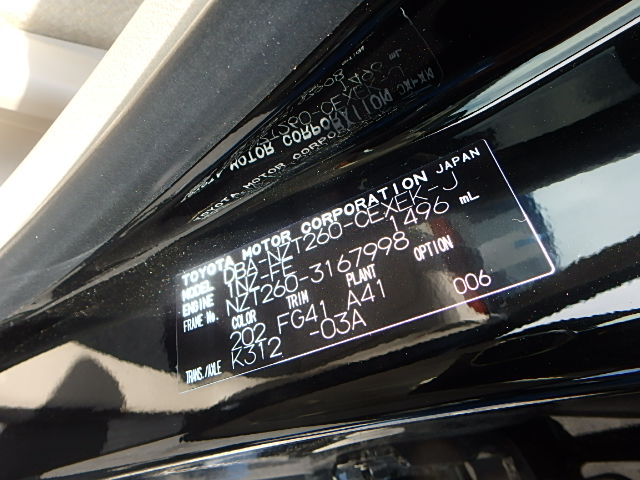 TOYOTA MOTOR CORPORATION JAPAN
MODEL DBA-NZT260-CEXEK-J
ENGINE 1NZ-FE 1496 mL
FRAME No. NZT260-3167998
COLOR TRIM PLANT OPTION
202 FG41 A41 006
TRANS./AXLE K312 -03A